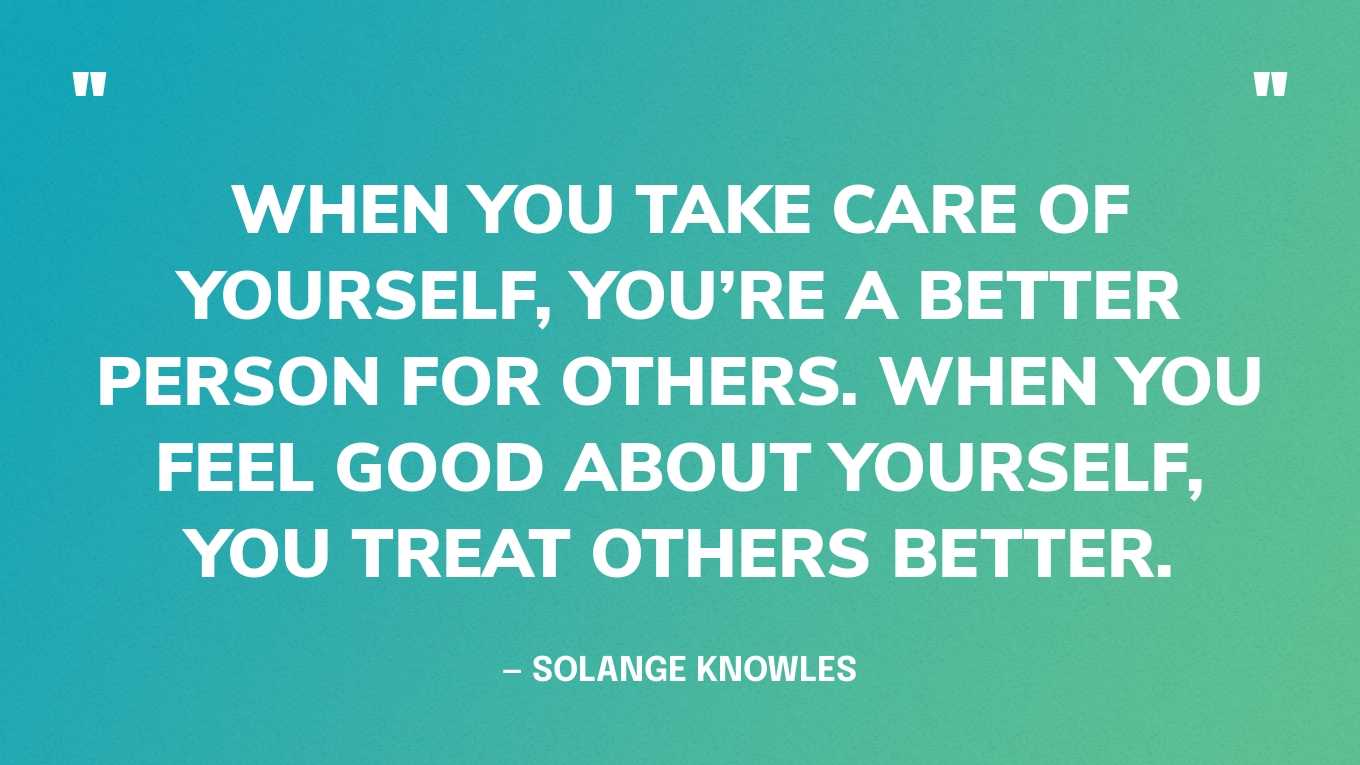 " "
WHEN YOU TAKE CARE OF
YOURSELF, YOU’RE A BETTER
PERSON FOR OTHERS. WHEN YOU
FEEL GOOD ABOUT YOURSELF,
YOU TREAT OTHERS BETTER.
– SOLANGE KNOWLES